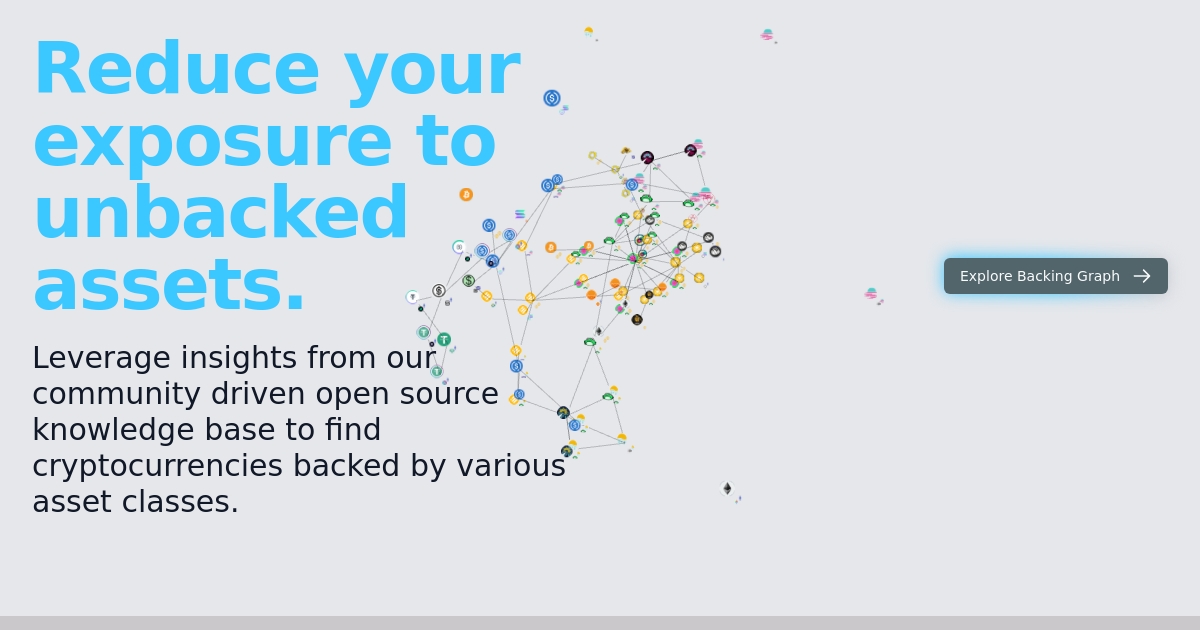 Reduce your
exposure to
unbacked
assets.
Leverage insights from our
community driven open source
knowledge base to find
cryptocurrencies backed by various
asset classes.
Explore Backing Graph